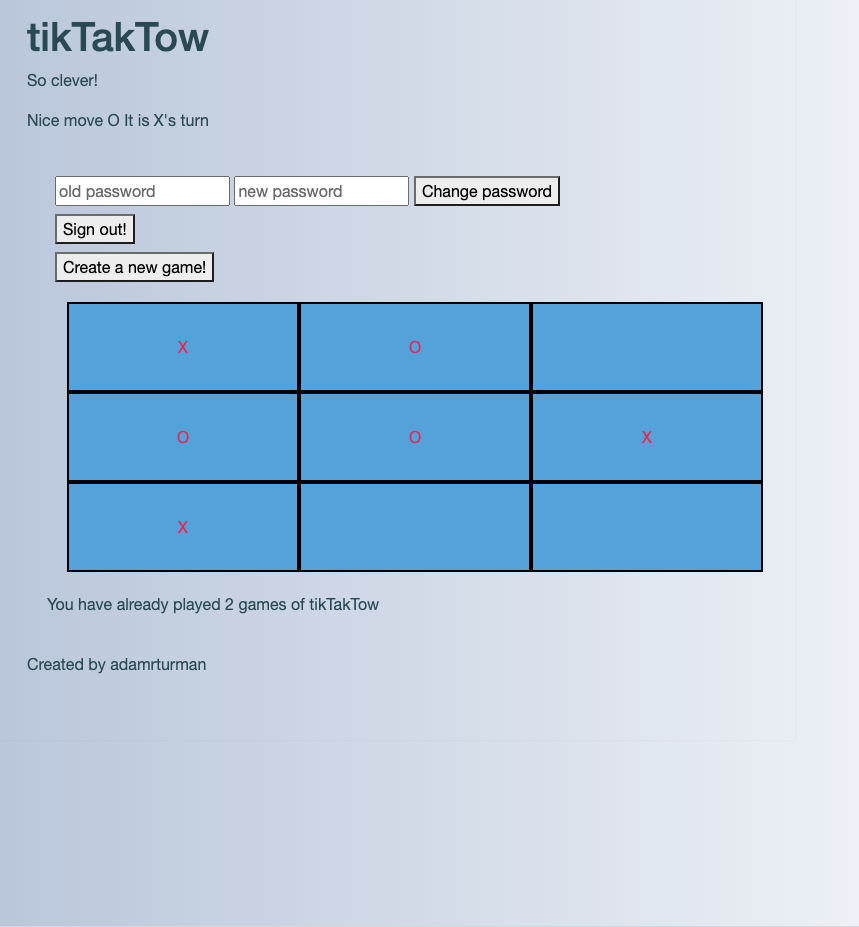 tikTakTow
So clever!
Nice move O It is X's turn
old password new password Change password
Sign out!
Create a new game!
X O
O O X
X
You have already played 2 games of tikTakTow
Created by adamrturman